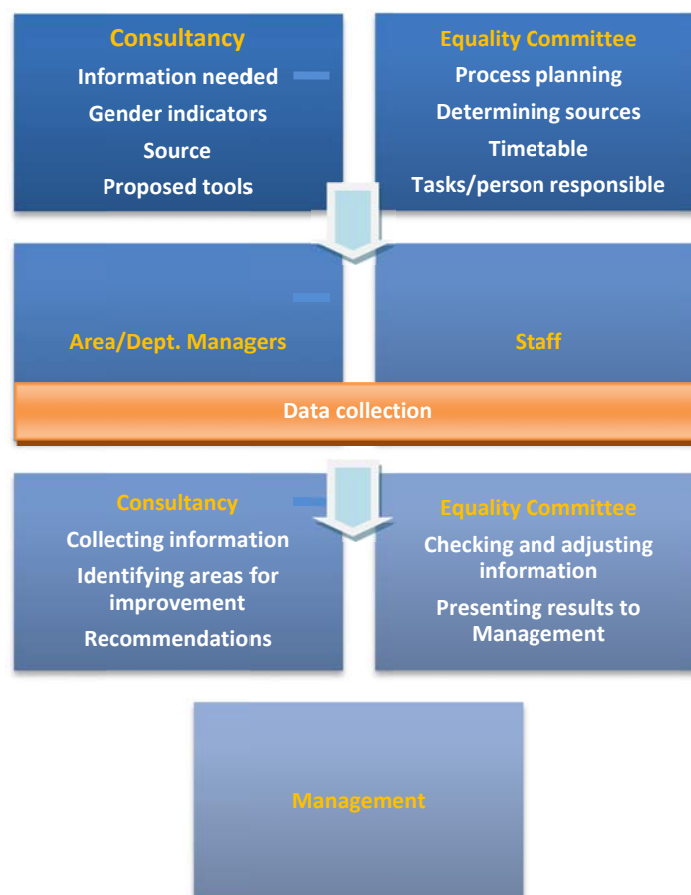 Consultancy
Information needed
Gender indicators
Source
Proposed tools
Equality Committee
Process planning
Determining sources
Timetable
Tasks/person responsible
Area/Dept. Managers
Staff
Data collection
Consultancy
Collecting information
Identifying areas for
improvement
Recommendations
Equality Committee
Checking and adjusting
information
Presenting results to
Management
Management